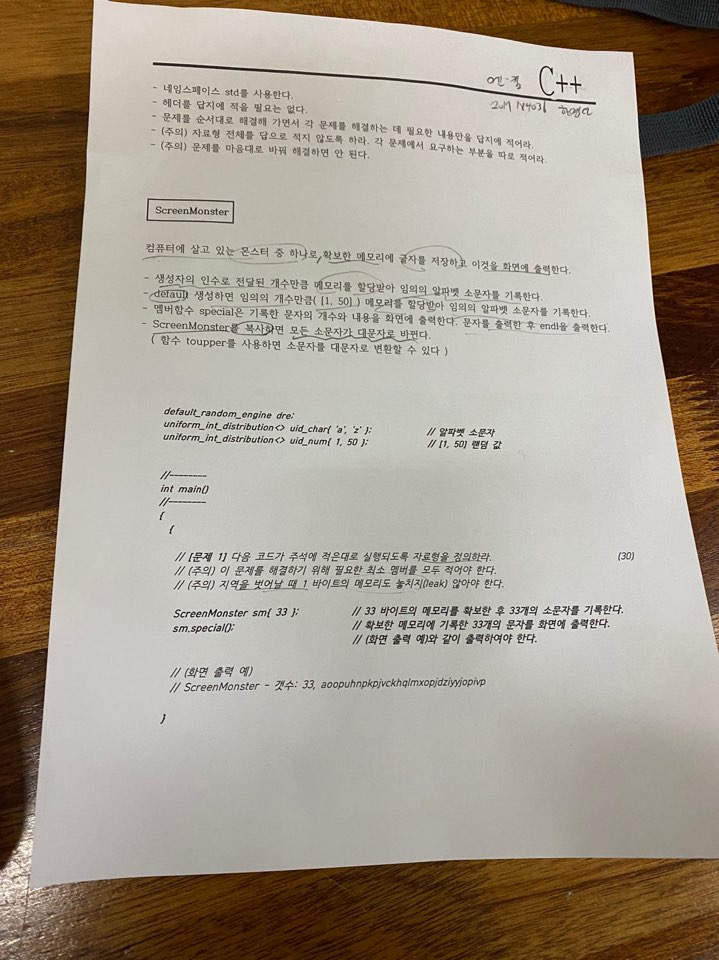 C++
- 네임스페이스 std를 사용한다.
- 헤더를 답지에 적을 필요는 없다.
- 문제를 순서대로 해결해 가면서 각 문제를 해결하는 데 필요한 내용만을 답지에 적어라.
- (주의) 자료형 전체를 답으로 적지 않도록 하라. 각 문제에서 요구하는 부분을 따로 적어라.
- (주의) 문제를 마음대로 바꿔 해결하면 안 된다.
ScreenMonster
컴퓨터에 살고 있는 몬스터 중 하나로, 확보한 메모리에 글자를 저장하고 이것을 화면에 출력한다.
- 생성자의 인수로 전달된 개수만큼 메모리를 할당받아 임의의 알파벳 소문자를 기록한다.
- default 생성하면 임의의 개수만큼( [1, 50] ) 메모리를 할당받아 임의의 알파벳 소문자를 기록한다.
- 멤버함수 special은 기록한 문자의 개수와 내용을 화면에 출력한다. 문자를 출력한 후 endl을 출력한다.
- ScreenMonster를 복사하면 모든 소문자가 대문자로 바뀐다.
( 함수 toupper를 사용하면 소문자를 대문자로 변환할 수 있다 )
default_random_engine dre;
uniform_int_distribution<> uid_char{ 'a', 'z' }; // 알파벳 소문자
uniform_int_distribution<> uid_num{ 1, 50 }; // [1, 50] 랜덤 값
//--------
int main()
//--------
{
{
// [문제 1] 다음 코드가 주석에 적은대로 실행되도록 자료형을 정의하라. (30)
// (주의) 이 문제를 해결하기 위해 필요한 최소 멤버를 모두 적어야 한다.
// (주의) 지역을 벗어날 때 1 바이트의 메모리도 놓치지(leak) 않아야 한다.
ScreenMonster sm{ 33 }; // 33 바이트의 메모리를 확보한 후 33개의 소문자를 기록한다.
sm.special(); // 확보한 메모리에 기록한 33개의 문자를 화면에 출력한다.
// (화면 출력 예)와 같이 출력하여야 한다.
// (화면 출력 예)
// ScreenMonster - 갯수: 33, aoopuhnpkpjvckhqlmxopjdziyyjopivp
}